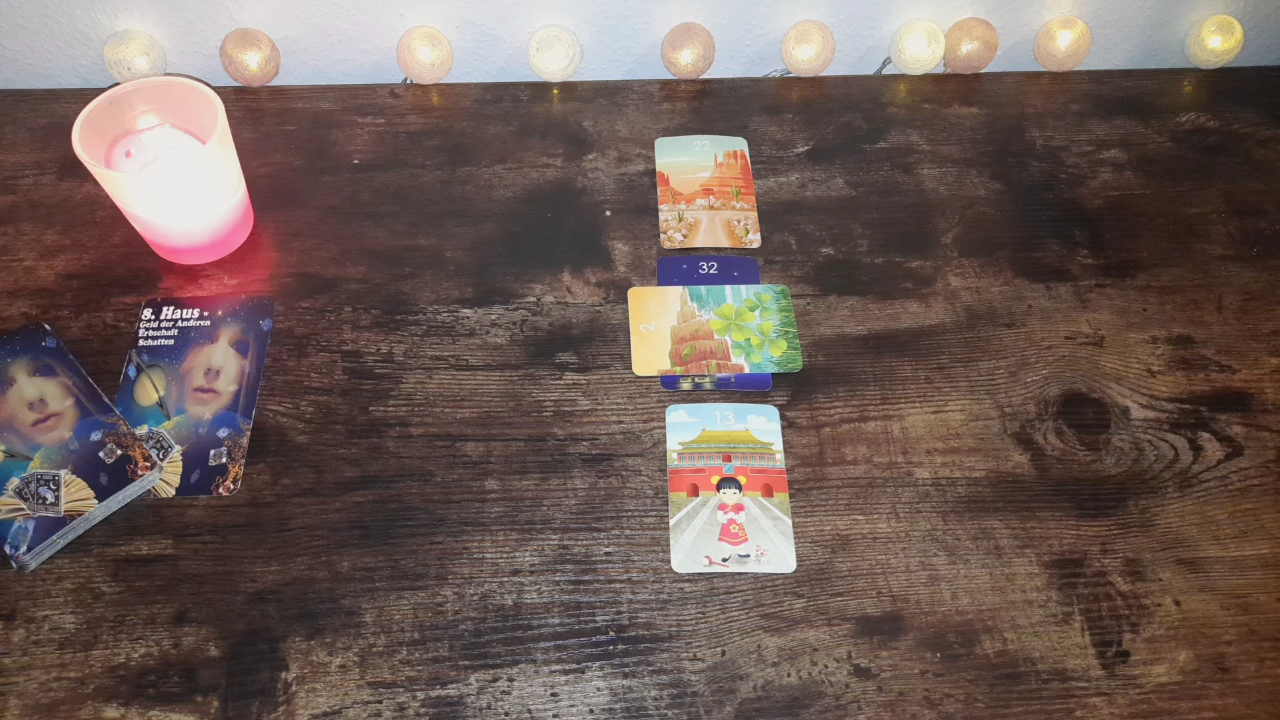 8. Haus w
Geld der Anderen
Erbschaft
Schatten
22
32
2
13